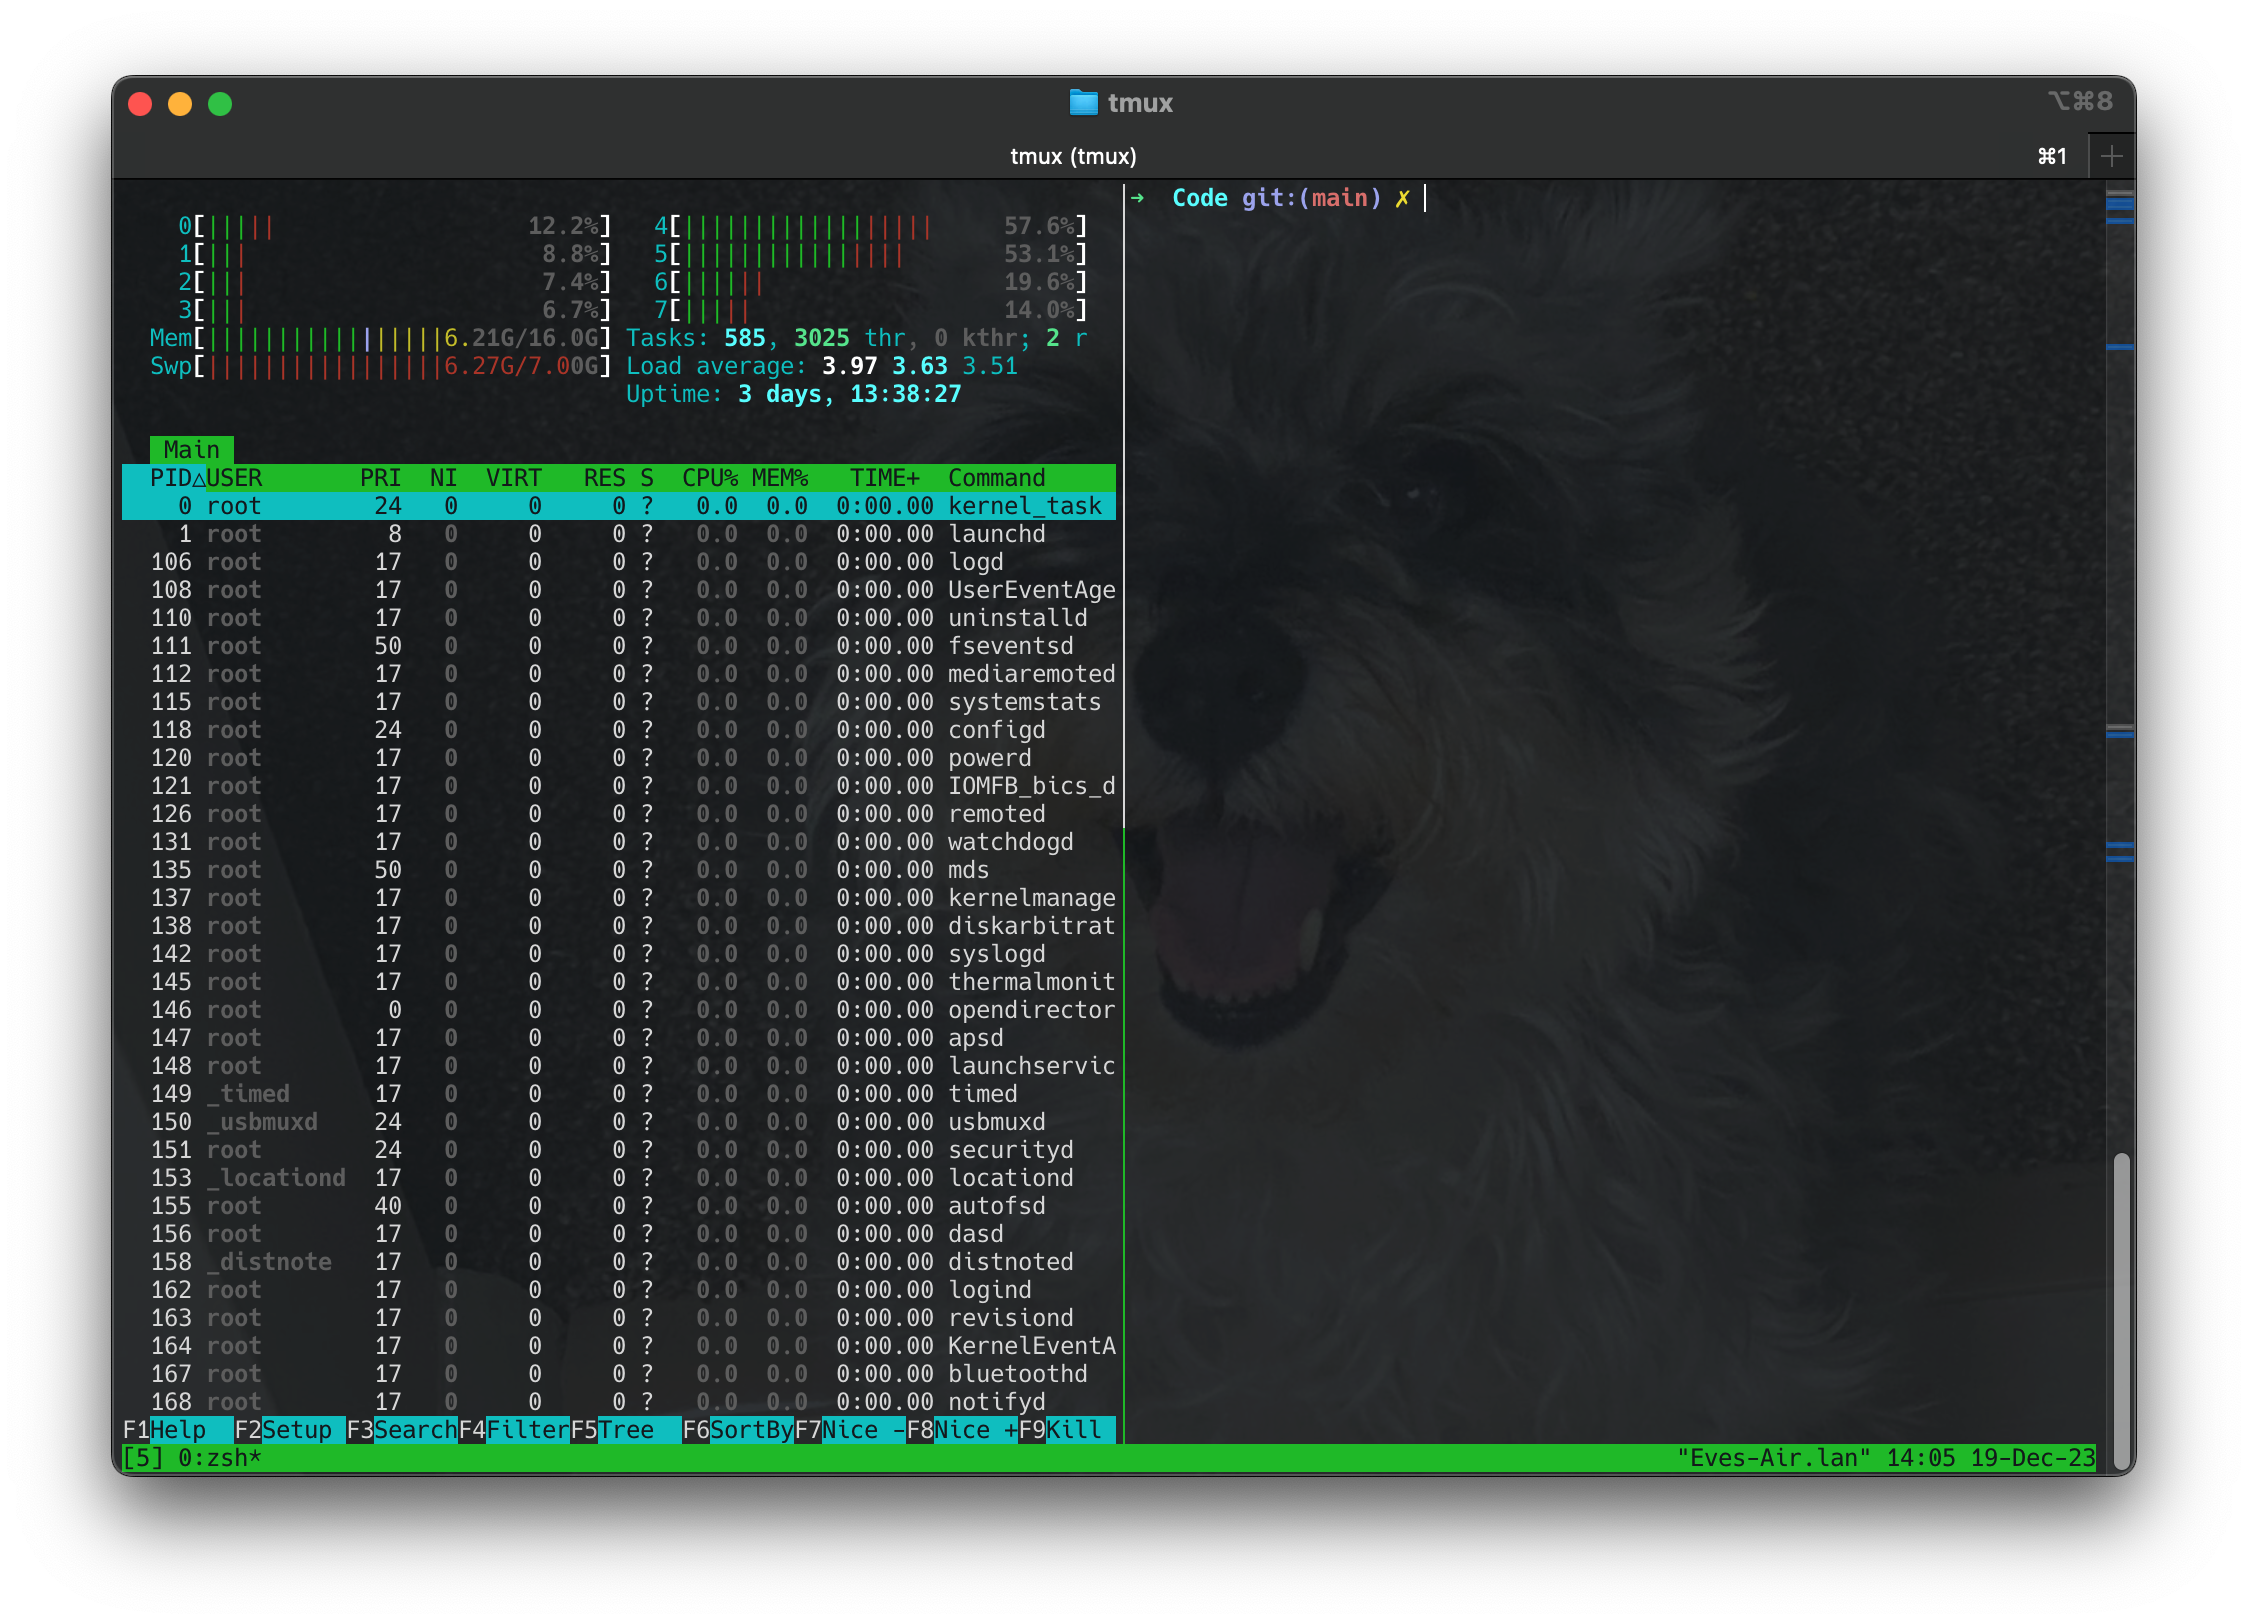 tmux
⌥⌘8
tmux (tmux)
⌘1
➜ Code git:(main) ✗
0[||||| 12.2%] 4[|||||||||||||||||| 57.6%]
1[||| 8.8%] 5[|||||||||||||||| 53.1%]
2[||| 7.4%] 6[|||||| 19.6%]
3[||| 6.7%] 7[||||| 14.0%]
Mem[|||||||||||||||||6.21G/16.0G] Tasks: 585, 3025 thr, 0 kthr; 2 r
Swp[|||||||||||||||||6.27G/7.00G] Load average: 3.97 3.63 3.51
Uptime: 3 days, 13:38:27
Main
PID△USER PRI NI VIRT RES S CPU% MEM% TIME+ Command
0 root 24 0 0 0 ? 0.0 0.0 0:00.00 kernel_task
1 root 8 0 0 0 ? 0.0 0.0 0:00.00 launchd
106 root 17 0 0 0 ? 0.0 0.0 0:00.00 logd
108 root 17 0 0 0 ? 0.0 0.0 0:00.00 UserEventAge
110 root 17 0 0 0 ? 0.0 0.0 0:00.00 uninstalld
111 root 50 0 0 0 ? 0.0 0.0 0:00.00 fseventsd
112 root 17 0 0 0 ? 0.0 0.0 0:00.00 mediaremoted
115 root 17 0 0 0 ? 0.0 0.0 0:00.00 systemstats
118 root 24 0 0 0 ? 0.0 0.0 0:00.00 configd
120 root 17 0 0 0 ? 0.0 0.0 0:00.00 powerd
121 root 17 0 0 0 ? 0.0 0.0 0:00.00 IOMFB_bics_d
126 root 17 0 0 0 ? 0.0 0.0 0:00.00 remoted
131 root 17 0 0 0 ? 0.0 0.0 0:00.00 watchdogd
135 root 50 0 0 0 ? 0.0 0.0 0:00.00 mds
137 root 17 0 0 0 ? 0.0 0.0 0:00.00 kernelmanage
138 root 17 0 0 0 ? 0.0 0.0 0:00.00 diskarbitrat
142 root 17 0 0 0 ? 0.0 0.0 0:00.00 syslogd
145 root 17 0 0 0 ? 0.0 0.0 0:00.00 thermalmonit
146 root 0 0 0 0 ? 0.0 0.0 0:00.00 opendirector
147 root 17 0 0 0 ? 0.0 0.0 0:00.00 apsd
148 root 17 0 0 0 ? 0.0 0.0 0:00.00 launchservic
149 _timed 17 0 0 0 ? 0.0 0.0 0:00.00 timed
150 _usbmuxd 24 0 0 0 ? 0.0 0.0 0:00.00 usbmuxd
151 root 24 0 0 0 ? 0.0 0.0 0:00.00 securityd
153 _locationd 17 0 0 0 ? 0.0 0.0 0:00.00 locationd
155 root 40 0 0 0 ? 0.0 0.0 0:00.00 autofsd
156 root 17 0 0 0 ? 0.0 0.0 0:00.00 dasd
158 _distnote 17 0 0 0 ? 0.0 0.0 0:00.00 distnoted
162 root 17 0 0 0 ? 0.0 0.0 0:00.00 logind
163 root 17 0 0 0 ? 0.0 0.0 0:00.00 revisiond
164 root 17 0 0 0 ? 0.0 0.0 0:00.00 KernelEventA
167 root 17 0 0 0 ? 0.0 0.0 0:00.00 bluetoothd
168 root 17 0 0 0 ? 0.0 0.0 0:00.00 notifyd
F1Help F2Setup F3SearchF4FilterF5Tree F6SortByF7Nice -F8Nice +F9Kill
[5] 0:zsh* "Eves-Air.lan" 14:05 19-Dec-23